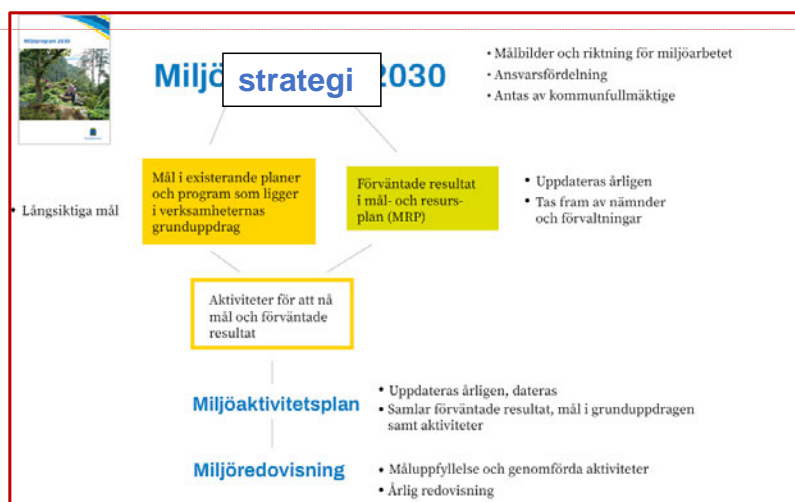 Miljöprogram 2030
Miljö strategi 2030
• Målbilder och riktning för miljöarbetet
• Ansvarsfördelning
• Antas av kommunfullmäktige
• Långsiktiga mål
Mål i existerande planer
och program som ligger
i verksamheternas
grunduppdrag
Förväntade resultat
i mål- och resurs-
plan (MRP)
• Uppdateras årligen
• Tas fram av nämnder
och förvaltningar
Aktiviteter för att nå
mål och förväntade
resultat
Miljöaktivitetsplan
• Uppdateras årligen, dateras
• Samlar förväntade resultat, mål i grunduppdragen
samt aktiviteter
Miljöredovisning
• Måluppfyllelse och genomförda aktiviteter
• Årlig redovisning